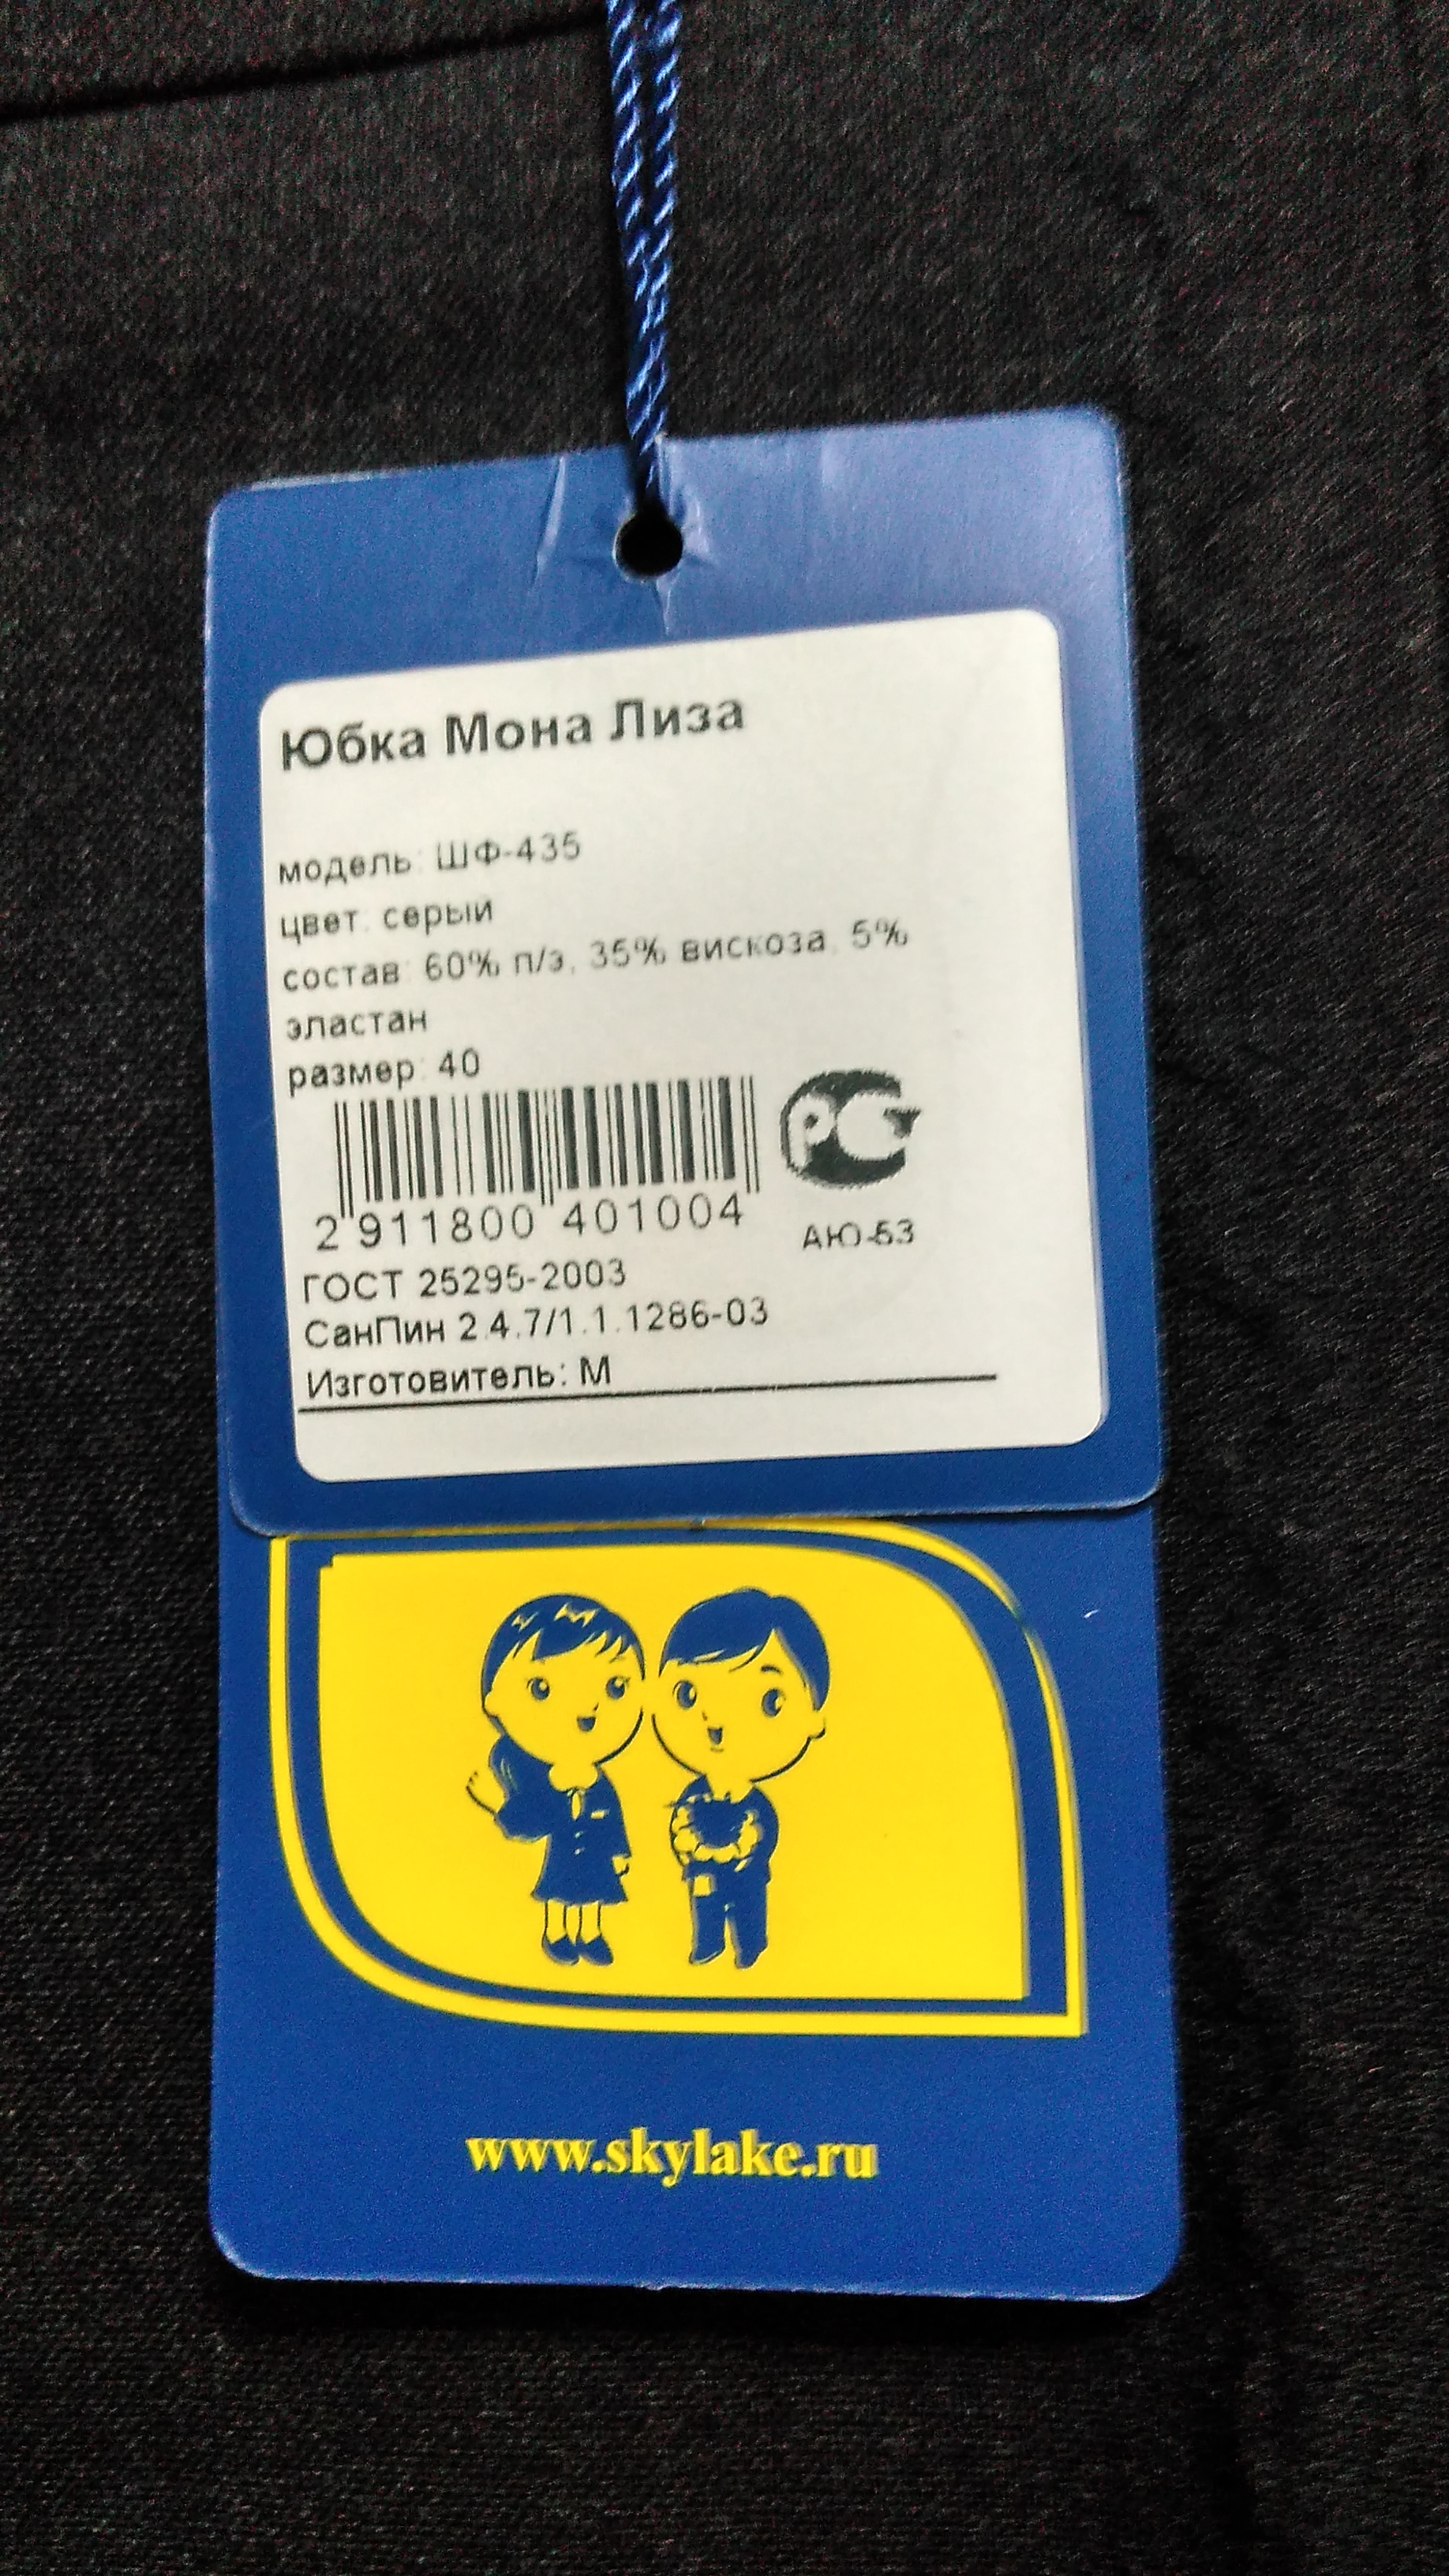 Юбка Мона Лиза
модель: ШФ-435
цвет: серый
состав: 60% п/э, 35% вискоза, 5%
эластан
размер: 40
2 911800 401004
РСТ
АЮ-53
ГОСТ 25295-2003
СанПин 2.4.7/1.1.1286-03
Изготовитель: М
www.skylake.ru